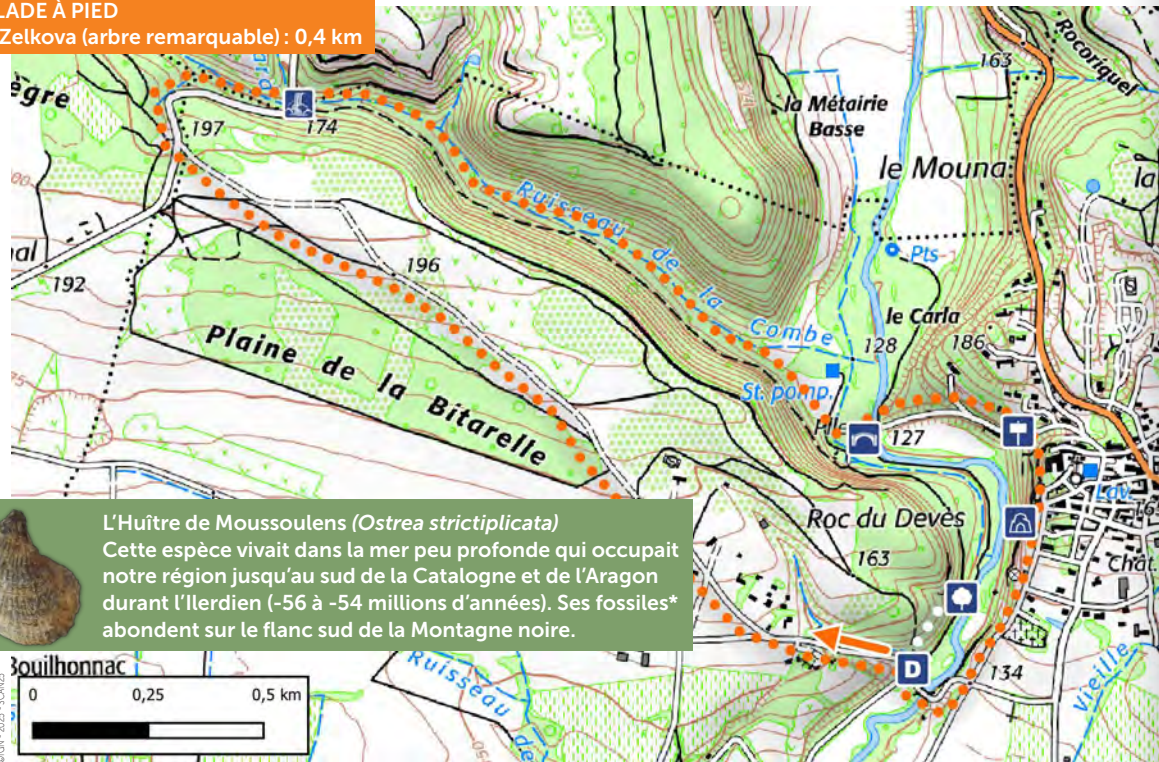 LADE À PIED
Zelkova (arbre remarquable) : 0,4 km
163
Rocoriquel
ègre
197
174
la Métairie
Basse
le Mouna
la
Ruisseau de la Combe
Pts
nal
192
196
le Carla
128
186
Plaine de la Bitarelle
St. pomp.
127
Lav.
L'Huître de Moussoulens (Ostrea strictiplicata)
Cette espèce vivait dans la mer peu profonde qui occupait
notre région jusqu'au sud de la Catalogne et de l'Aragon
durant l'Ilerdien (-56 à -54 millions d'années). Ses fossiles*
abondent sur le flanc sud de la Montagne noire.
Roc du Devès
163
Chât.
D
134
Vieille
Bouilhonnac
Ruisseau
de
0 0,25 0,5 km